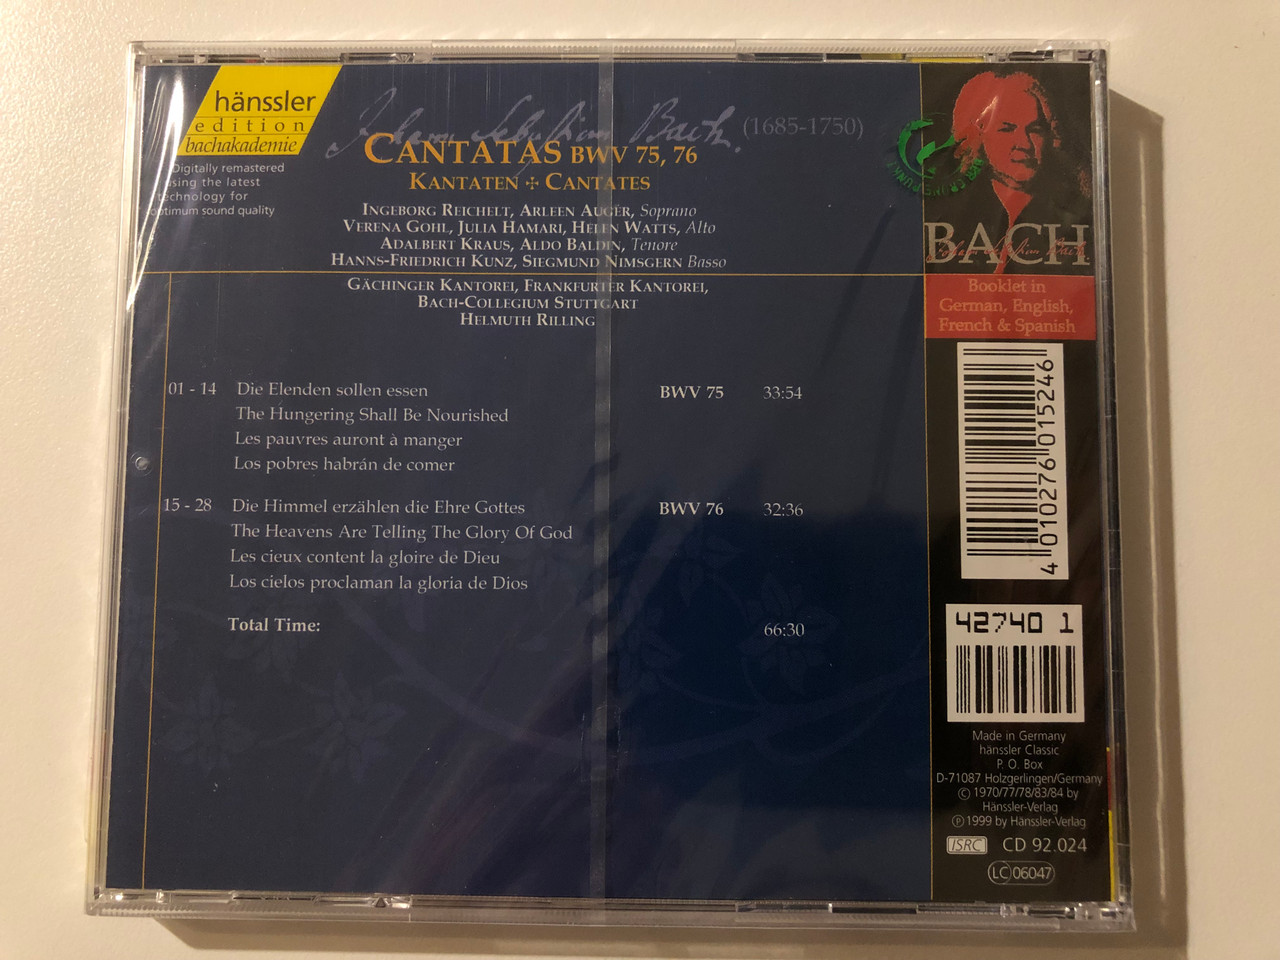 hänssler
edition
bachakademie
Digitally remastered
using the latest
technology for
optimum sound quality
Johann Sebastian Bach. (1685-1750)
CANTATAS BWV 75, 76
KANTATEN ✢ CANTATES
INGEBORG REICHELT, ARLEEN AUGÉR, Soprano
VERENA GOHL, JULIA HAMARI, HELEN WATTS, Alto
ADALBERT KRAUS, ALDO BALDIN, Tenore
HANNS-FRIEDRICH KUNZ, SIEGMUND NIMSGERN Basso
GÄCHINGER KANTOREI, FRANKFURTER KANTOREI,
BACH-COLLEGIUM STUTTGART
HELMUTH RILLING
01 - 14 Die Elenden sollen essen BWV 75 33:54
The Hungering Shall Be Nourished
Les pauvres auront à manger
Los pobres habrán de comer
15 - 28 Die Himmel erzählen die Ehre Gottes BWV 76 32:36
The Heavens Are Telling The Glory Of God
Les cieux content la gloire de Dieu
Los cielos proclaman la gloria de Dios
Total Time: 66:30
BACH
Booklet in
German, English,
French & Spanish
4 010276 015246
42740 1
Made in Germany
hänssler Classic
P. O. Box
D-71087 Holzgerlingen/Germany
© 1970/77/78/83/84 by
Hänssler-Verlag
℗ 1999 by Hänssler-Verlag
ISRC CD 92.024
LC 06047